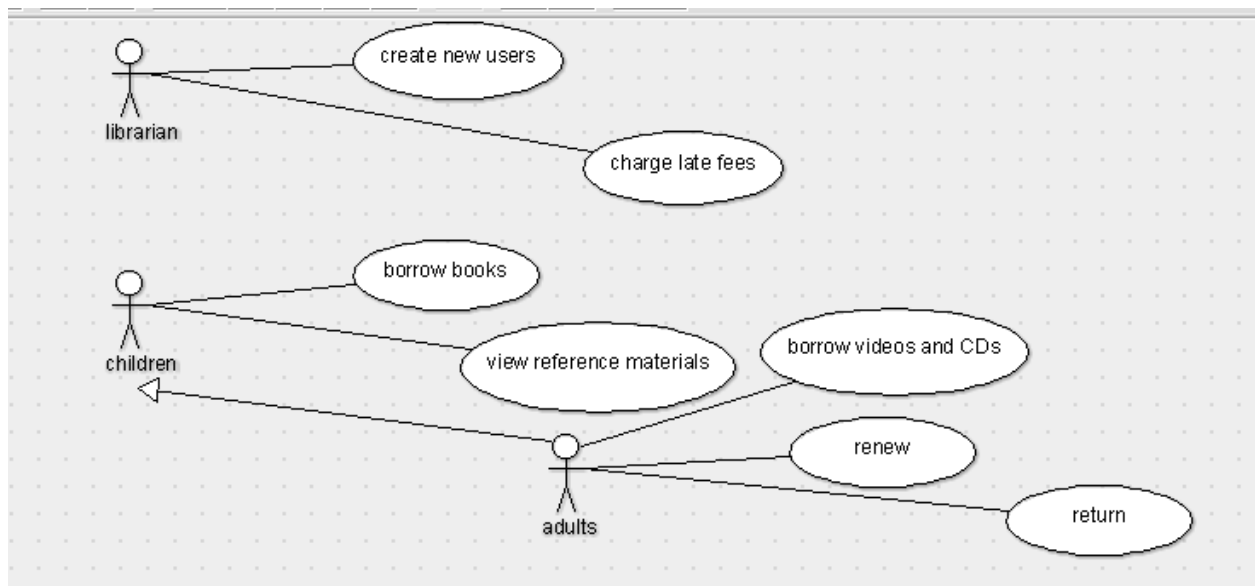 create new users
librarian
charge late fees
borrow books
children
view reference materials
borrow videos and CDs
renew
adults
return